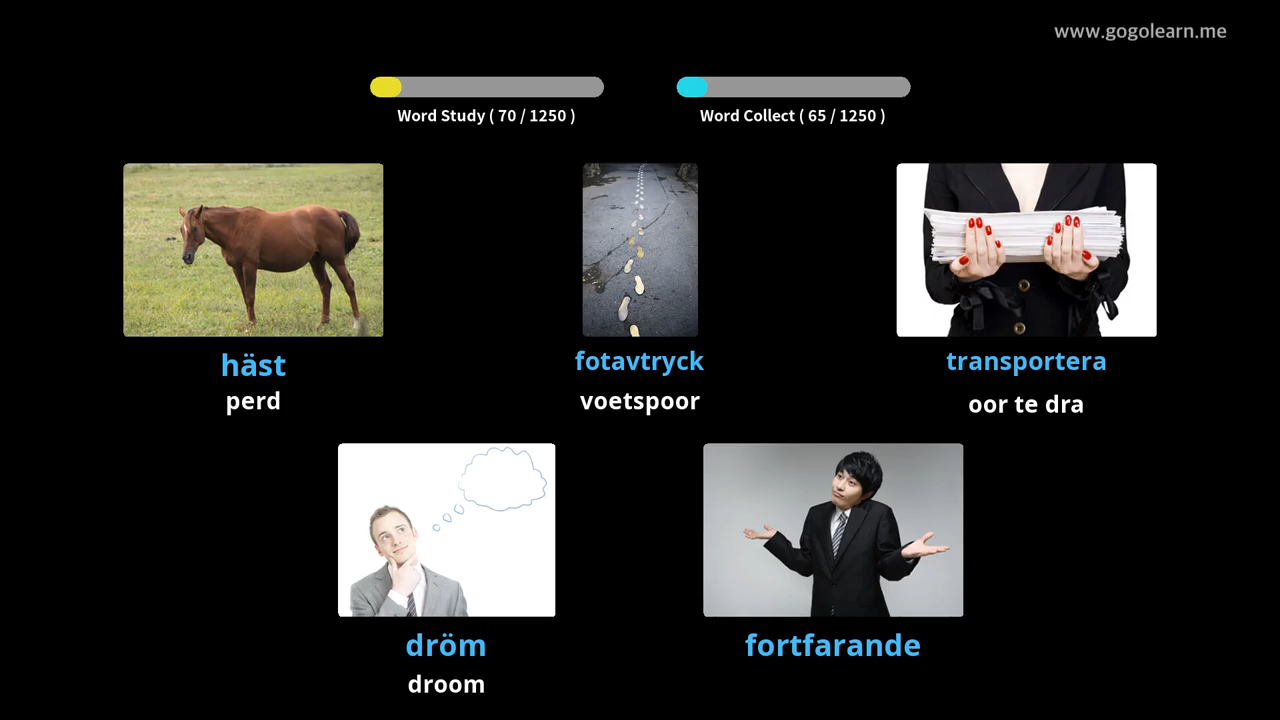 www.gogolearn.me
Word Study ( 70 / 1250 )
Word Collect ( 65 / 1250 )
häst
perd
fotavtryck
voetspoor
transportera
oor te dra
dröm
droom
fortfarande